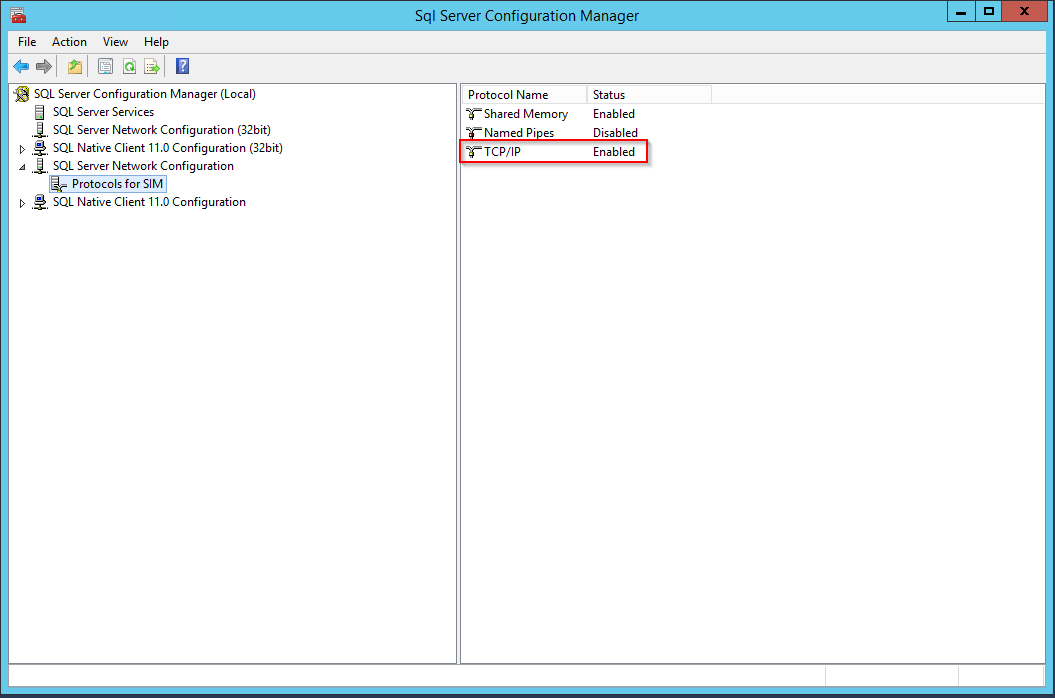 Sql Server Configuration Manager
File Action View Help
SQL Server Configuration Manager (Local)
SQL Server Services
SQL Server Network Configuration (32bit)
SQL Native Client 11.0 Configuration (32bit)
SQL Server Network Configuration
Protocols for SIM
SQL Native Client 11.0 Configuration
Protocol Name Status
Shared Memory Enabled
Named Pipes Disabled
TCP/IP Enabled